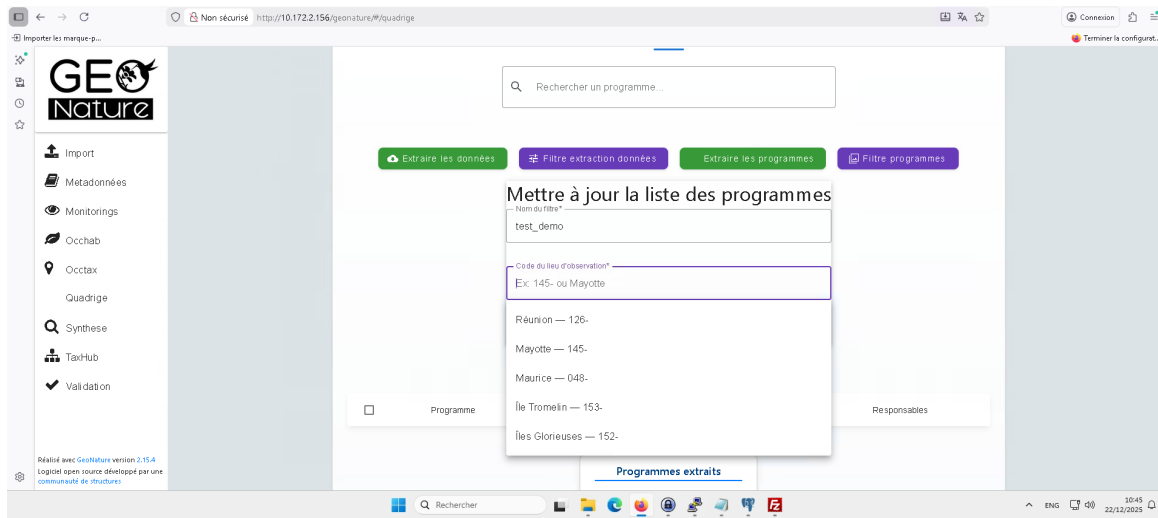 Non sécurisé http://10.172.2.156/geonature/#/quadrige
Connexion
Importer les marque-p...
Terminer la configurat...
GEO
Nature
Import
Metadonnées
Monitorings
Occhab
Occtax
Quadrige
Synthese
TaxHub
Validation
Réalisé avec GeoNature version 2.15.4
Logiciel open source développé par une
communauté de structures
Rechercher un programme...
Extraire les données
Filtre extraction données
Extraire les programmes
Filtre programmes
Mettre à jour la liste des programmes
Nom du filtre*
test_demo
Code du lieu d'observation*
Ex: 145- ou Mayotte
Réunion — 126-
Mayotte — 145-
Maurice — 048-
Île Tromelin — 153-
Îles Glorieuses — 152-
Programme
Responsables
Programmes extraits
Rechercher
ENG
10:45
22/12/2025